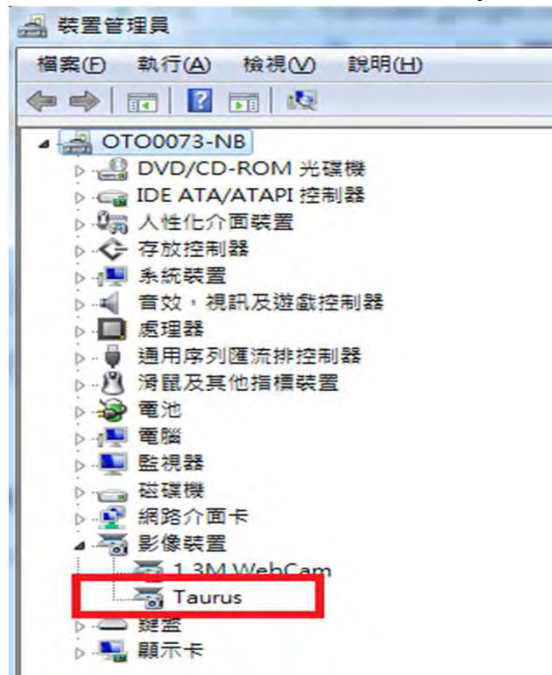 裝置管理員
檔案(F) 執行(A) 檢視(V) 說明(H)
OTO0073-NB
DVD/CD-ROM 光碟機
IDE ATA/ATAPI 控制器
人性化介面裝置
存放控制器
系統裝置
音效，視訊及遊戲控制器
處理器
通用序列匯流排控制器
滑鼠及其他指標裝置
電池
電腦
監視器
磁碟機
網路介面卡
影像裝置
1.3M WebCam
Taurus
鍵盤
顯示卡